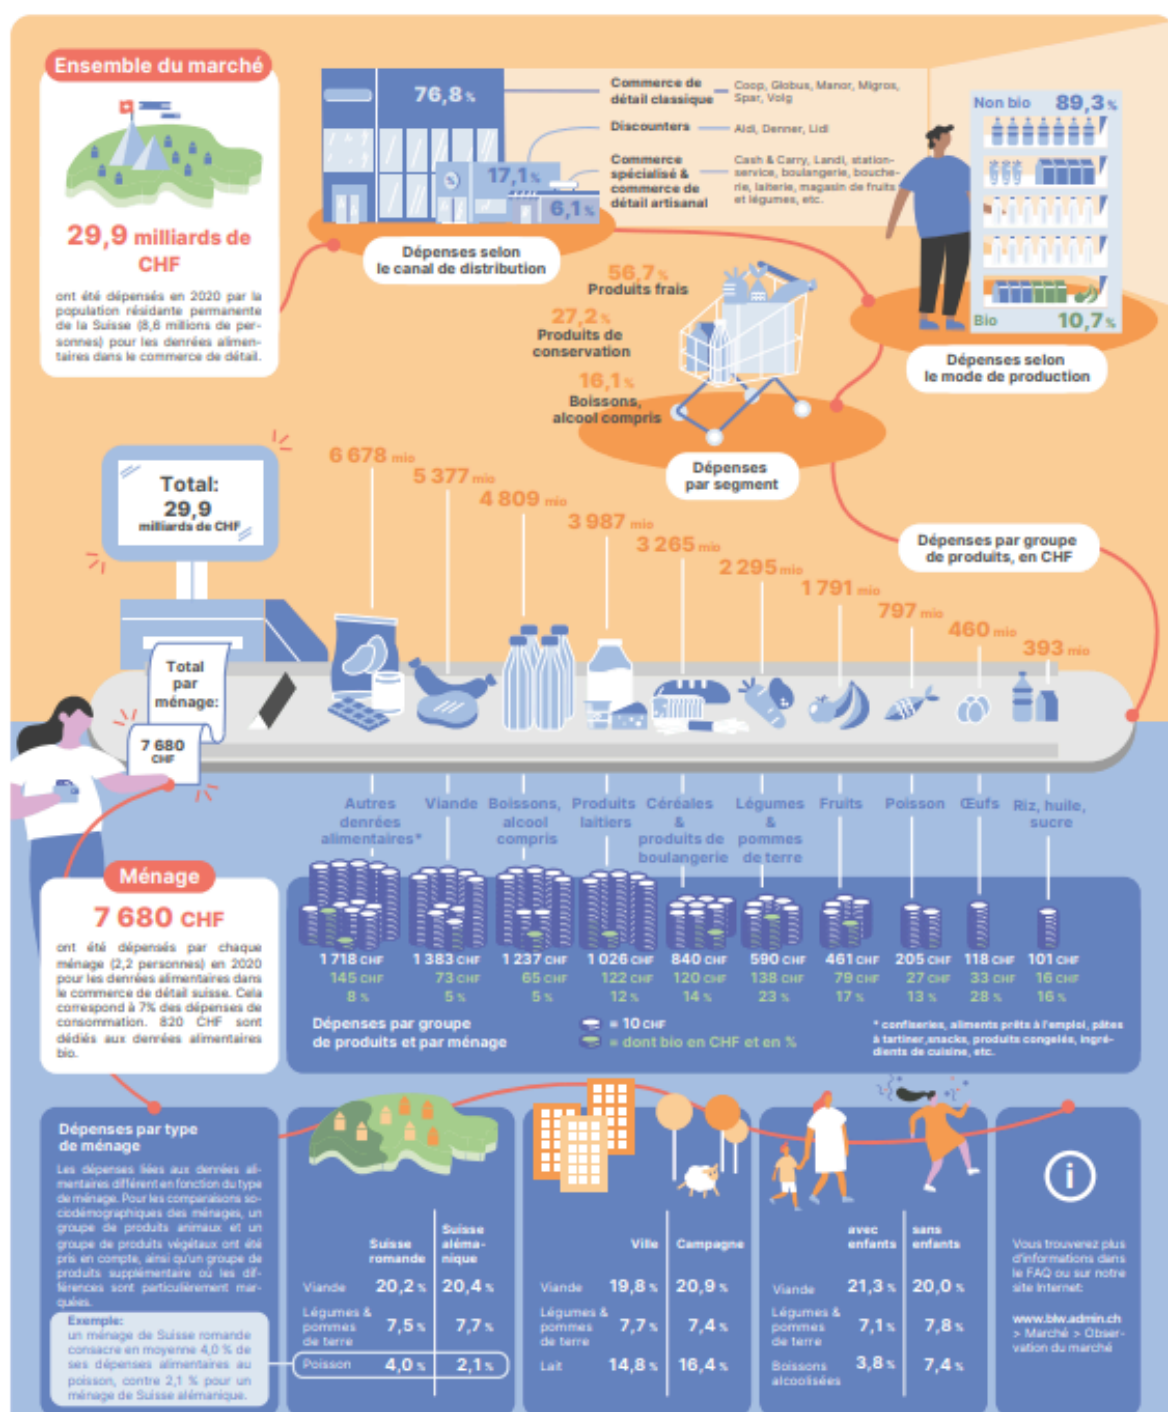 Ensemble du marché
29,9 milliards de
CHF
ont été dépensés en 2020 par la
population résidante permanente
de la Suisse (8,6 millions de per-
sonnes) pour les denrées alimen-
taires dans le commerce de détail.
76,8 %
17,1 %
6,1 %
Commerce de
détail classique
Coop, Globus, Manor, Migros,
Spar, Volg
Discounters
Aldi, Denner, Lidl
Commerce
spécialisé &
commerce de
détail artisanal
Cash & Carry, Landi, station-
service, boulangerie, bouche-
rie, laiterie, magasin de fruits
et légumes, etc.
Dépenses selon
le canal de distribution
Non bio 89,3 %
Bio 10,7 %
Dépenses selon
le mode de production
56,7 %
Produits frais
27,2 %
Produits de
conservation
16,1 %
Boissons,
alcool compris
Dépenses
par segment
Total:
29,9
milliards de CHF
Dépenses par groupe
de produits, en CHF
6 678 mio
5 377 mio
4 809 mio
3 987 mio
3 265 mio
2 295 mio
1 791 mio
797 mio
460 mio
393 mio
Total
par
ménage:
7 680
CHF
Autres
denrées
alimentaires*
Viande
Boissons,
alcool
compris
Produits
laitiers
Céréales
&
produits de
boulangerie
Légumes
&
pommes
de terre
Fruits
Poisson
Œufs
Riz, huile,
sucre
Ménage
7 680 CHF
ont été dépensés par chaque
ménage (2,2 personnes) en 2020
pour les denrées alimentaires dans
le commerce de détail suisse. Cela
correspond à 7% des dépenses de
consommation. 820 CHF sont
dédiés aux denrées alimentaires
bio.
1 718 CHF 1 383 CHF 1 237 CHF 1 026 CHF 840 CHF 590 CHF 461 CHF 205 CHF 118 CHF 101 CHF
145 CHF 73 CHF 65 CHF 122 CHF 120 CHF 138 CHF 79 CHF 27 CHF 33 CHF 16 CHF
8 % 5 % 5 % 12 % 14 % 23 % 17 % 13 % 28 % 16 %
Dépenses par groupe
de produits et par ménage
= 10 CHF
= dont bio en CHF et en %
* confiseries, aliments prêts à l'emploi, pâtes
à tartiner,snacks, produits congelés, ingré-
dients de cuisine, etc.
Dépenses par type
de ménage
Les dépenses liées aux denrées ali-
mentaires diffèrent en fonction du type
de ménage. Pour les comparaisons so-
ciodémographiques des ménages, un
groupe de produits animaux et un
groupe de produits végétaux ont été
pris en compte, ainsi qu'un groupe de
produits supplémentaire où les dif-
férences sont particulièrement mar-
quées.
Exemple:
un ménage de Suisse romande
consacre en moyenne 4,0 % de
ses dépenses alimentaires au
poisson, contre 2,1 % pour un
ménage de Suisse alémanique.
Suisse
romande
Suisse
aléma-
nique
Viande 20,2 % 20,4 %
Légumes &
pommes
de terre
7,5 % 7,7 %
Poisson 4,0 % 2,1 %
Ville Campagne
Viande 19,8 % 20,9 %
Légumes &
pommes
de terre
7,7 % 7,4 %
Lait 14,8 % 16,4 %
avec
enfants
sans
enfants
Viande 21,3 % 20,0 %
Légumes &
pommes
de terre
7,1 % 7,8 %
Boissons
alcoolisées
3,8 % 7,4 %
i
Vous trouverez plus
d'informations dans
le FAQ ou sur notre
site Internet:
www.blw.admin.ch
> Marché > Obser-
vation du marché